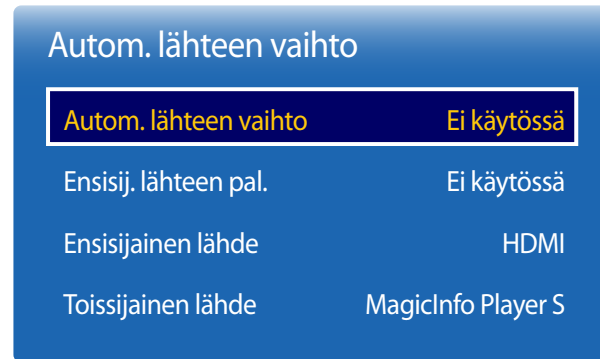 Autom. lähteen vaihto
Autom. lähteen vaihto Ei käytössä
Ensisij. lähteen pal. Ei käytössä
Ensisijainen lähde HDMI
Toissijainen lähde MagicInfo Player S